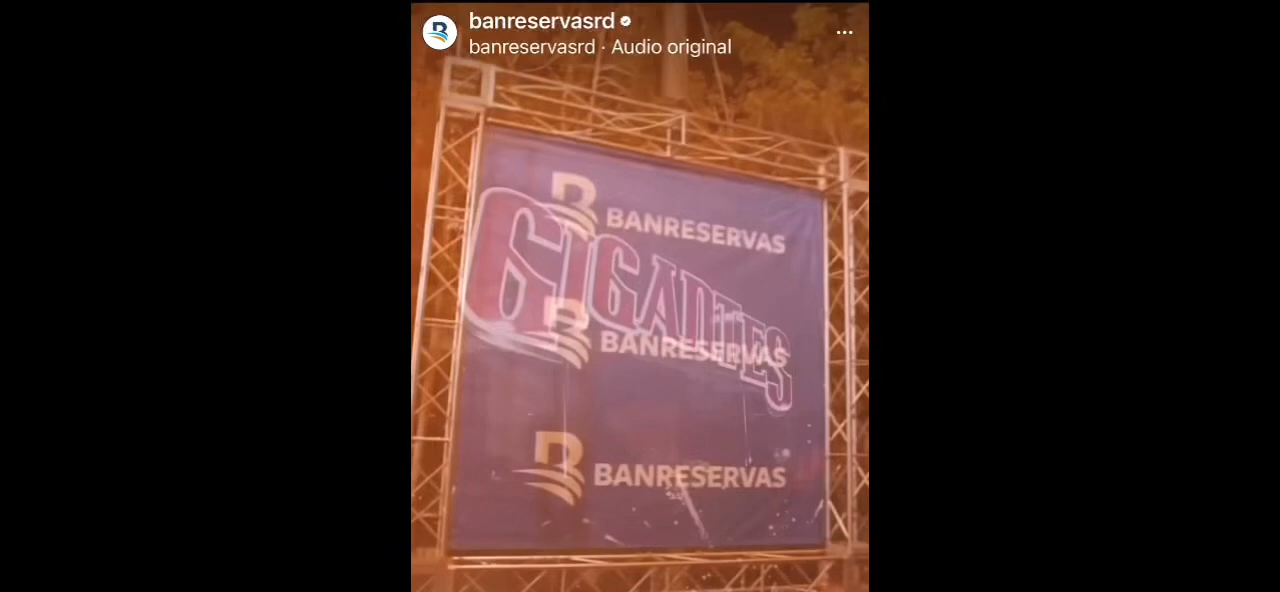 banreservasrd
banreservasrd · Audio original
BANRESERVAS
GIGANTES
BANRESERVAS
BANRESERVAS